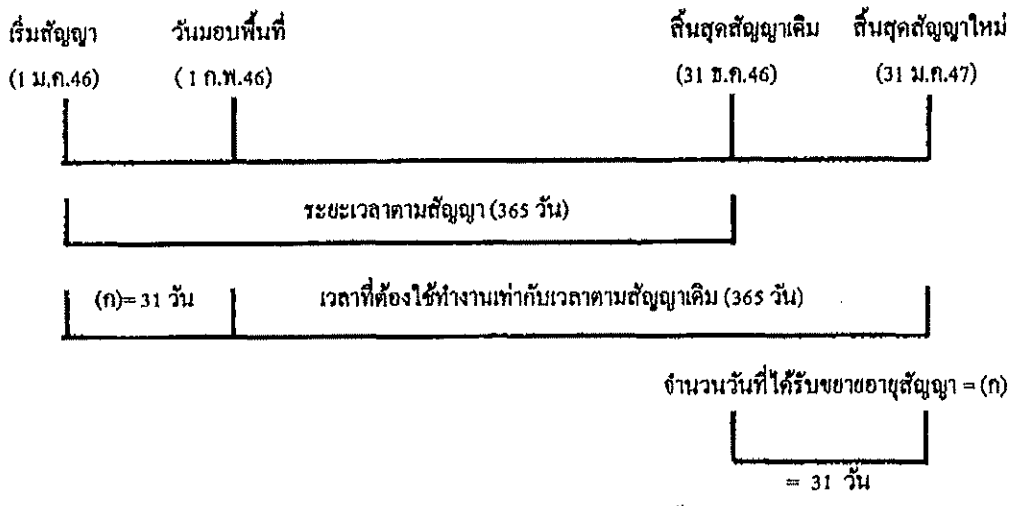 เริ่มสัญญา วันมอบพื้นที่ สิ้นสุดสัญญาเดิม สิ้นสุดสัญญาใหม่
(1 ม.ค.46) (1 ก.พ.46) (31 ธ.ค.46) (31 ม.ค.47)
ระยะเวลาตามสัญญา (365 วัน)
(ก)= 31 วัน เวลาที่ต้องใช้ทำงานเท่ากับเวลาตามสัญญาเดิม (365 วัน)
จำนวนวันที่ได้รับขยายอายุสัญญา = (ก)
= 31 วัน